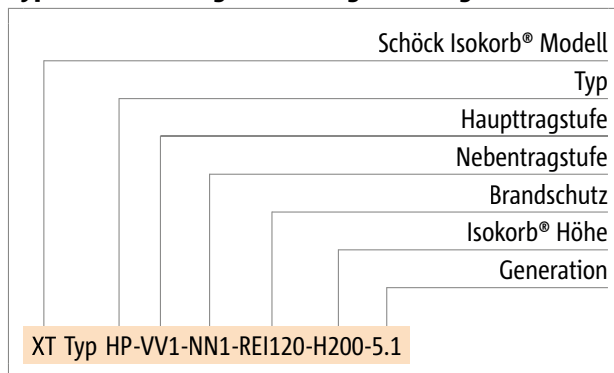 Schöck Isokorb® Modell
Typ
Haupttragstufe
Nebentragstufe
Brandschutz
Isokorb® Höhe
Generation
XT Typ HP-VV1-NN1-REI120-H200-5.1